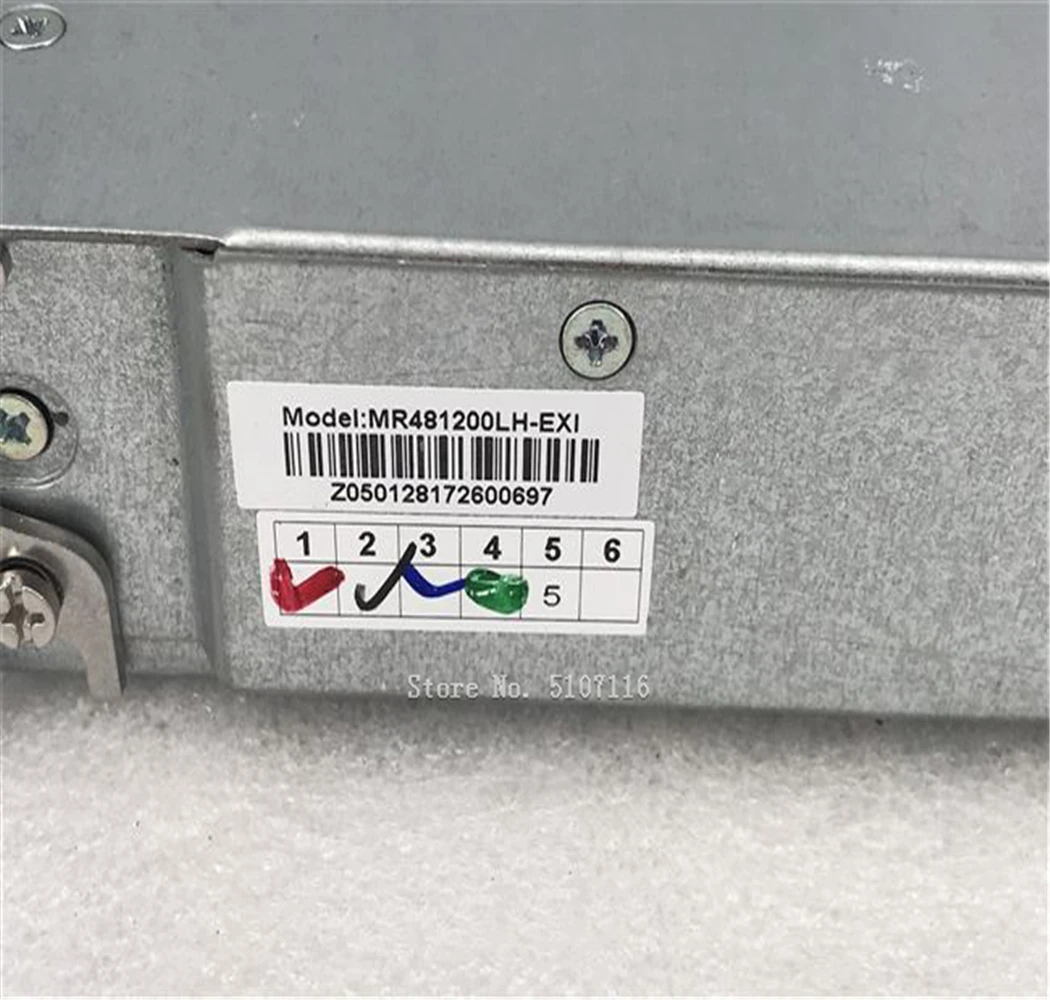 Model:MR481200LH-EXI
Z050128172600697
1 2 3 4 5 6
5
Store No. 5107116